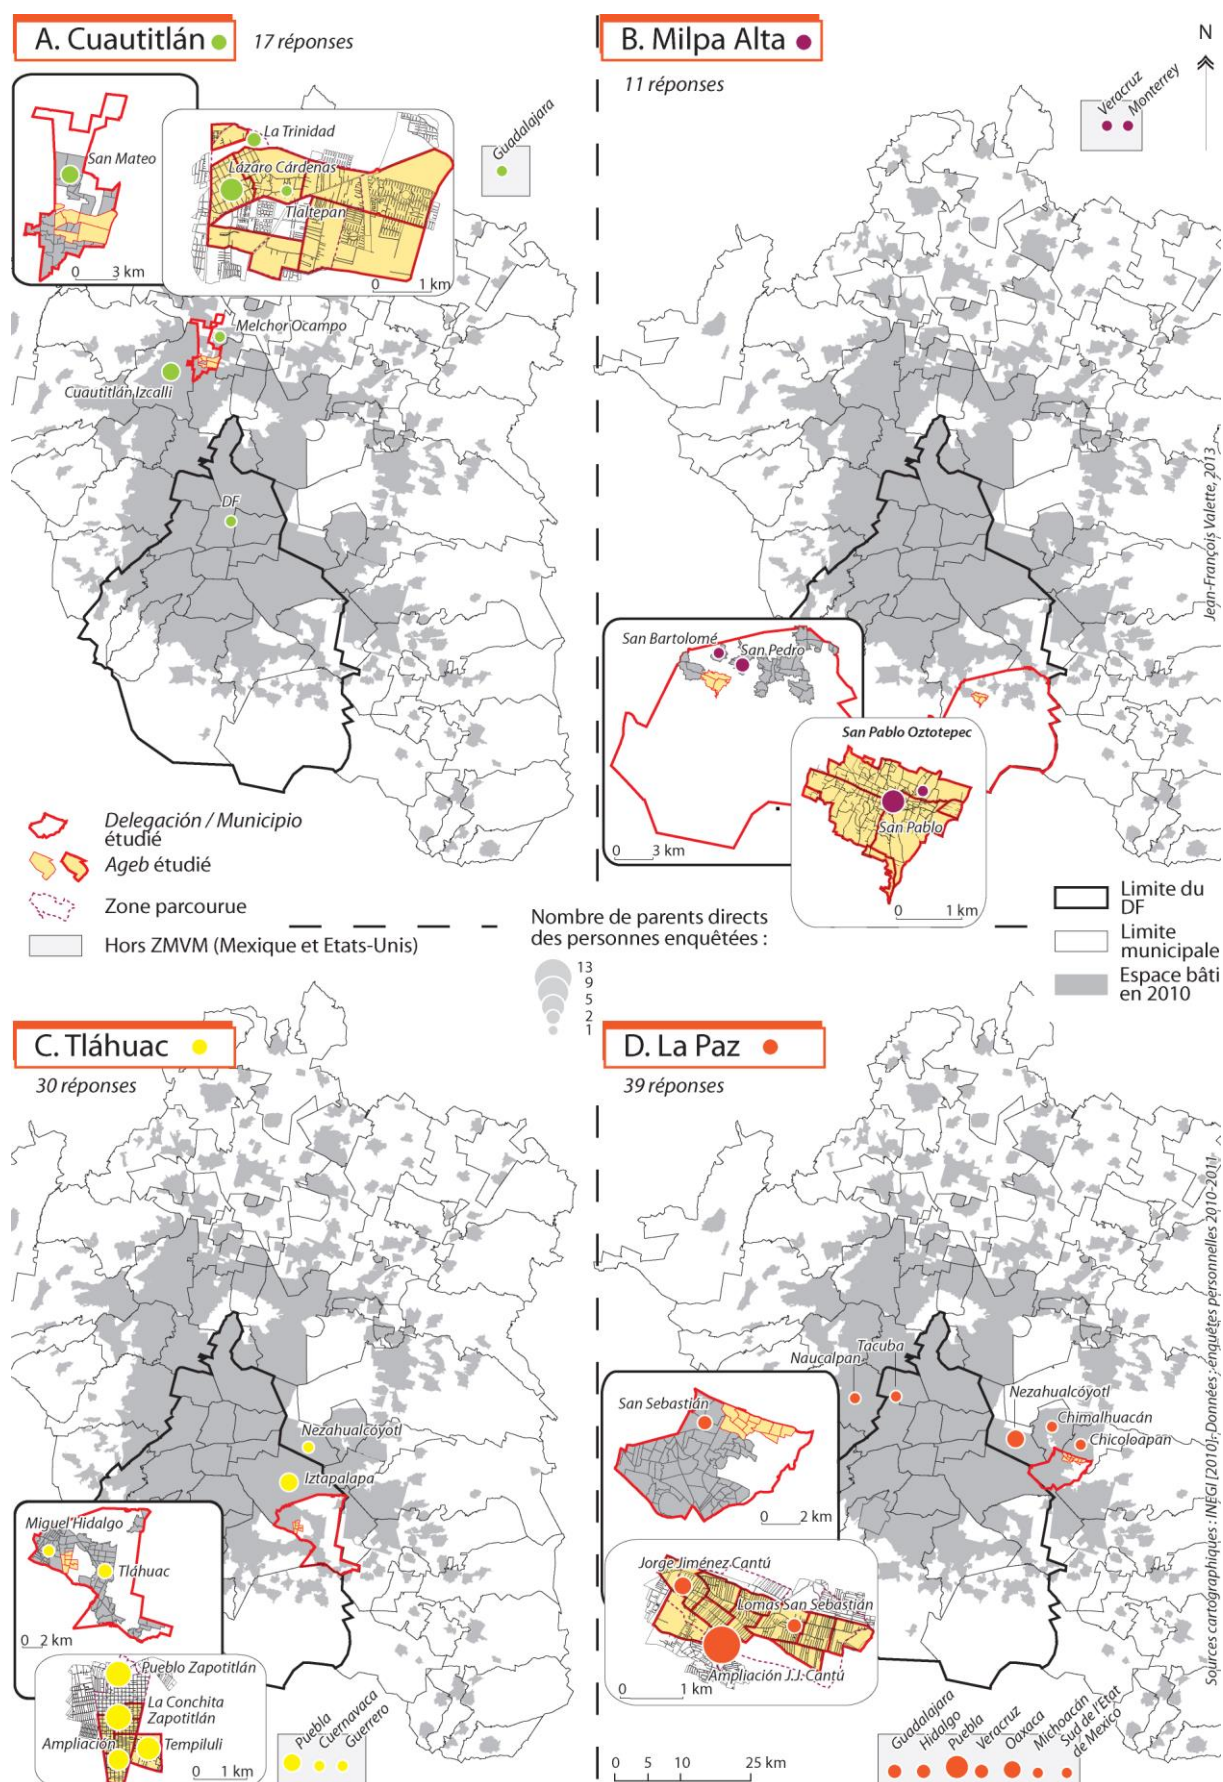 A. Cuautitlán
17 réponses
San Mateo
0 3 km
La Trinidad
Lázaro Cárdenas
Tlaltepan
0 1 km
Guadalajara
Melchor Ocampo
Cuautitlán Izcalli
DF
B. Milpa Alta
11 réponses
N
Veracruz
Monterrey
San Bartolomé
San Pedro
0 3 km
San Pablo Oztotepec
San Pablo
0 1 km
Jean-François Valette, 2013
Delegación / Municipio
étudié
Ageb étudié
Zone parcourue
Hors ZMVM (Mexique et Etats-Unis)
Nombre de parents directs
des personnes enquêtées :
13
9
5
2
1
Limite du
DF
Limite
municipale
Espace bâti
en 2010
C. Tláhuac
30 réponses
Nezahualcóyotl
Iztapalapa
Miguel Hidalgo
Tláhuac
0 2 km
Pueblo Zapotitlán
La Conchita
Zapotitlán
Ampliación
Tempiluli
0 1 km
Puebla
Cuernavaca
Guerrero
D. La Paz
39 réponses
Naucalpan
Tacuba
Nezahualcóyotl
Chimalhuacán
Chicoloapan
San Sebastián
0 2 km
Jorge Jiménez Cantú
Lomas San Sebastián
Ampliación J.J. Cantú
0 1 km
Guadalajara
Hidalgo
Puebla
Veracruz
Oaxaca
Michoacán
Sud de l'Etat
de Mexico
0 5 10 25 km
Sources cartographiques : INEGI [2010]; Données : enquêtes personnelles 2010-2011